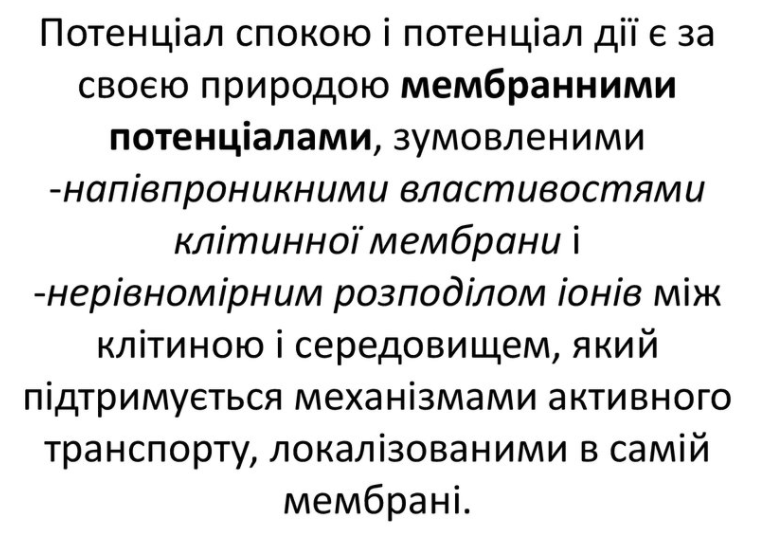 Потенціал спокою і потенціал дії є за
своєю природою мембранними
потенціалами, зумовленими
-напівпроникними властивостями
клітинної мембрани і
-нерівномірним розподілом іонів між
клітиною і середовищем, який
підтримується механізмами активного
транспорту, локалізованими в самій
мембрані.